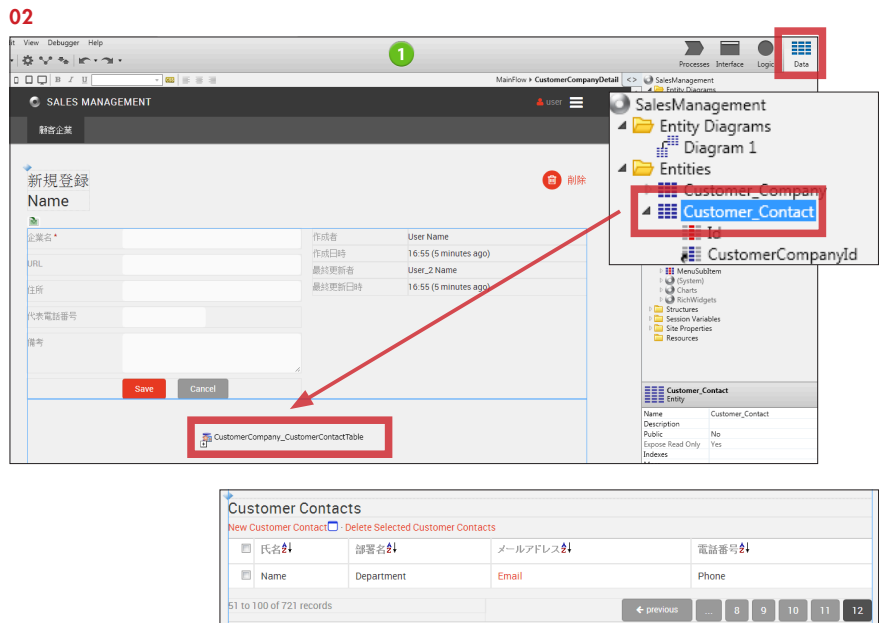 02
it View Debugger Help
1
Processes Interface Logic Data
B I U
MainFlow CustomerCompanyDetail <> SalesManagement
Entity Diagrams
SALES MANAGEMENT
user
顧客企業
SalesManagement
Entity Diagrams
Diagram 1
Entities
Customer_Company
Customer_Contact
Id
CustomerCompanyId
新規登録
削除
Name
企業名* 作成者 User Name
作成日時 16:55 (5 minutes ago)
URL 最終更新者 User_2 Name
住所 最終更新日時 16:55 (5 minutes ago)
代表電話番号
備考
Save Cancel
MenuSubItem
(System)
Charts
RichWidgets
Structures
Session Variables
Site Properties
Resources
CustomerCompany_CustomerContactTable
Customer_Contact
Entity
Name Customer_Contact
Description
Public No
Expose Read Only Yes
Indexes
Customer Contacts
New Customer Contact · Delete Selected Customer Contacts
氏名 部署名 メールアドレス 電話番号
Name Department Email Phone
51 to 100 of 721 records
previous ... 8 9 10 11 12